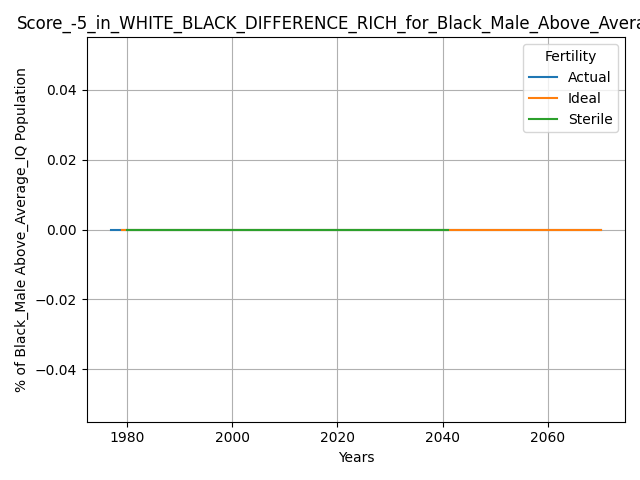 Score_-5_in_WHITE_BLACK_DIFFERENCE_RICH_for_Black_Male_Above_Avera
% of Black_Male Above_Average_IQ Population
0.04
0.02
0.00
−0.02
−0.04
Fertility
Actual
Ideal
Sterile
1980 2000 2020 2040 2060
Years